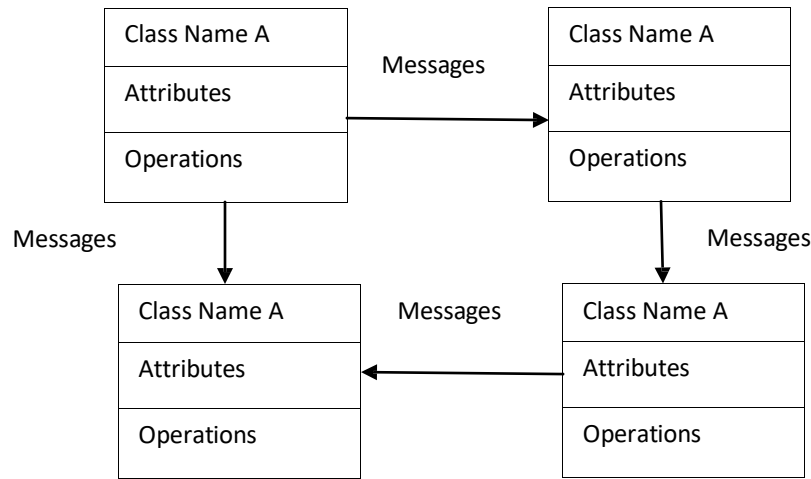 Class Name A
Attributes
Operations
Messages
Class Name A
Attributes
Operations
Messages
Messages
Class Name A
Attributes
Operations
Messages
Class Name A
Attributes
Operations